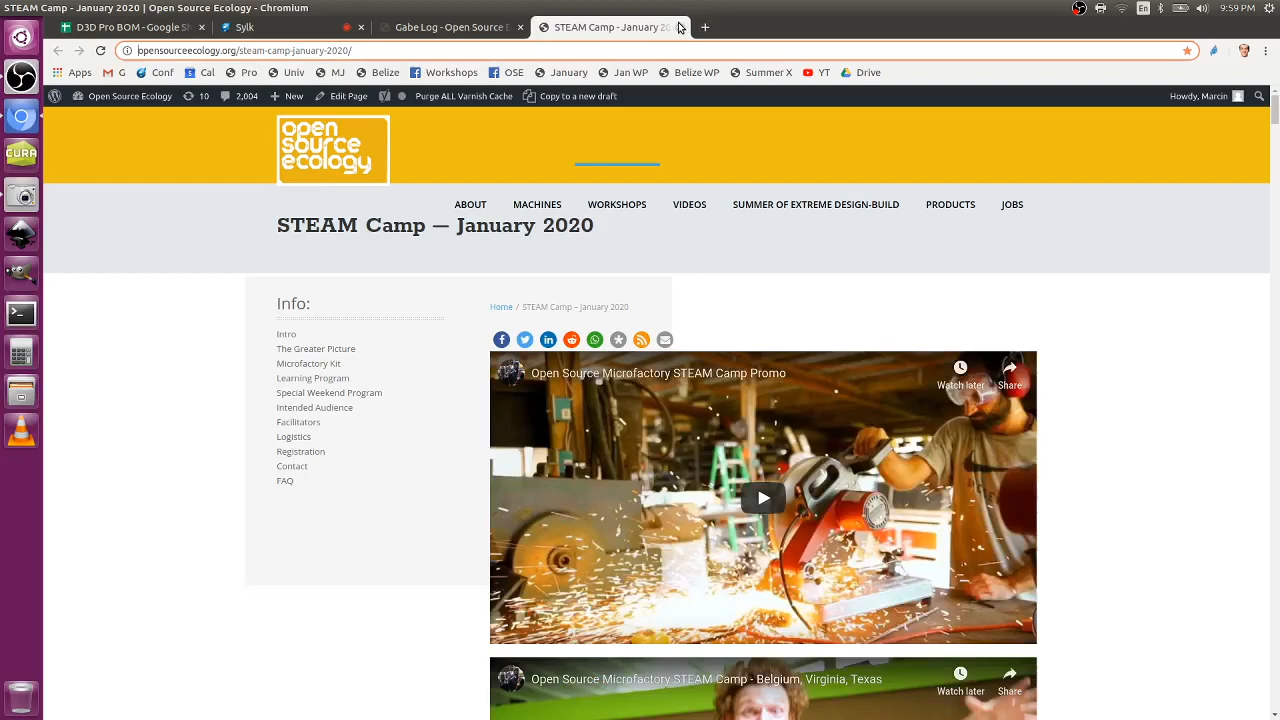 STEAM Camp - January 2020 | Open Source Ecology - Chromium
En
9:59 PM
D3D Pro BOM - Google S
Sylk
Gabe Log - Open Source E
STEAM Camp - January 20
opensourceecology.org/steam-camp-january-2020/
Apps
G
Conf
Cal
Pro
Univ
MJ
Belize
Workshops
OSE
January
Jan WP
Belize WP
Summer X
YT
Drive
Open Source Ecology
10
2,004
New
Edit Page
Purge ALL Varnish Cache
Copy to a new draft
Howdy, Marcin
CURA
open
source
ecology
ABOUT
MACHINES
WORKSHOPS
VIDEOS
SUMMER OF EXTREME DESIGN-BUILD
PRODUCTS
JOBS
STEAM Camp — January 2020
Info:
Intro
The Greater Picture
Microfactory Kit
Learning Program
Special Weekend Program
Intended Audience
Facilitators
Logistics
Registration
Contact
FAQ
Home / STEAM Camp – January 2020
Open Source Microfactory STEAM Camp Promo
Watch later
Share
Open Source Microfactory STEAM Camp - Belgium, Virginia, Texas
Watch later
Share